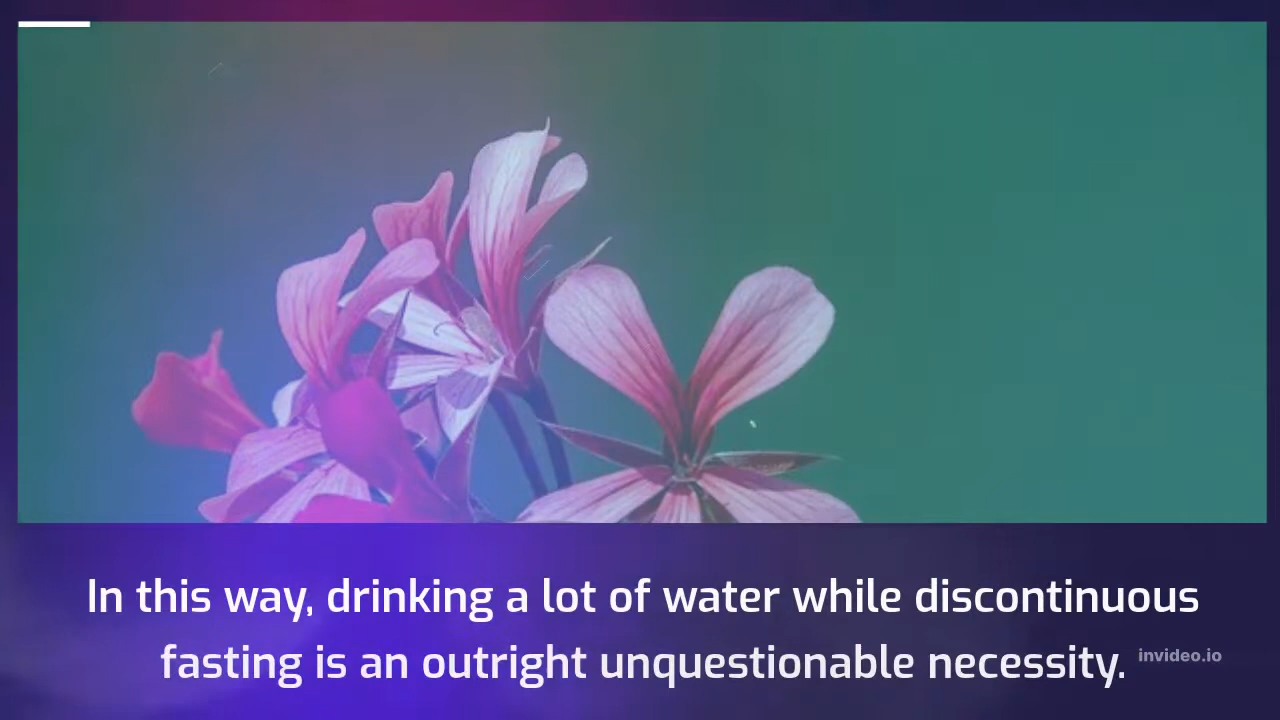 In this way, drinking a lot of water while discontinuous
fasting is an outright unquestionable necessity.
invideo.io